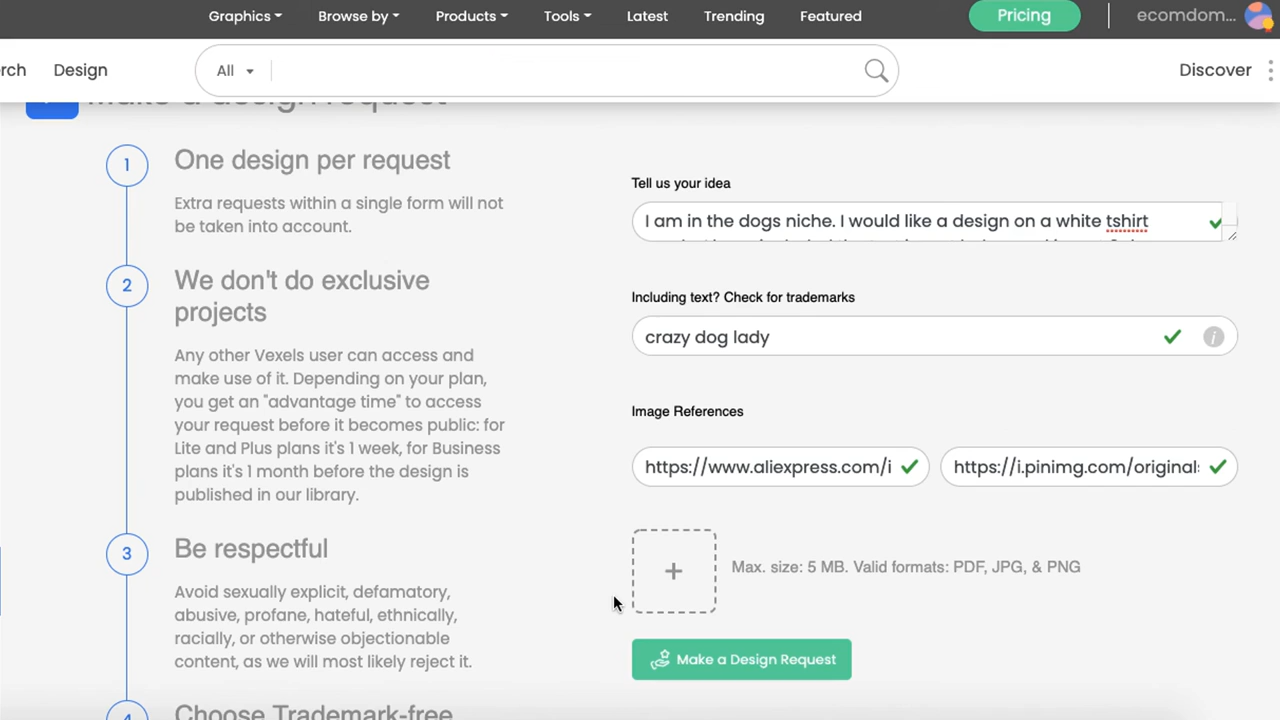 Graphics Browse by Products Tools Latest Trending Featured Pricing ecomdom...
rch Design All Discover
Make a design request
1 One design per request
Extra requests within a single form will not
be taken into account.
2 We don't do exclusive
projects
Any other Vexels user can access and
make use of it. Depending on your plan,
you get an "advantage time" to access
your request before it becomes public: for
Lite and Plus plans it's 1 week, for Business
plans it's 1 month before the design is
published in our library.
3 Be respectful
Avoid sexually explicit, defamatory,
abusive, profane, hateful, ethnically,
racially, or otherwise objectionable
content, as we will most likely reject it.
4 Choose Trademark-free
Tell us your idea
I am in the dogs niche. I would like a design on a white tshirt
Including text? Check for trademarks
crazy dog lady
Image References
https://www.aliexpress.com/i https://i.pinimg.com/original
Max. size: 5 MB. Valid formats: PDF, JPG, & PNG
Make a Design Request